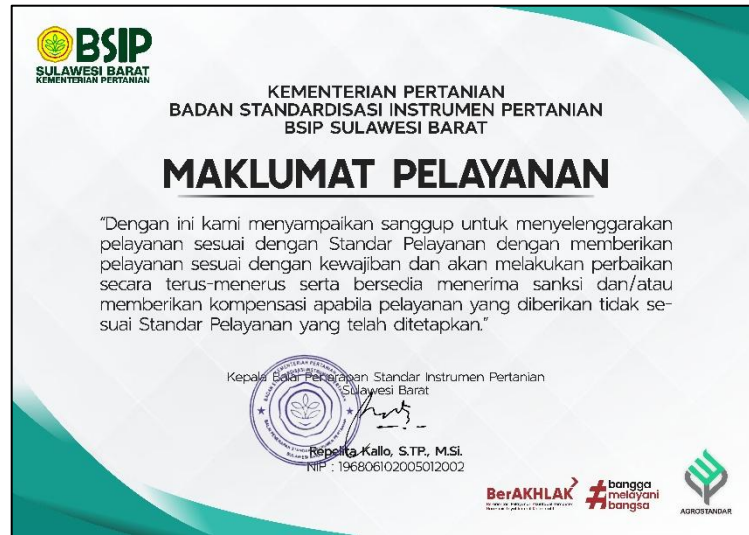 BSIP
SULAWESI BARAT
KEMENTERIAN PERTANIAN
KEMENTERIAN PERTANIAN
BADAN STANDARDISASI INSTRUMEN PERTANIAN
BSIP SULAWESI BARAT
MAKLUMAT PELAYANAN
"Dengan ini kami menyampaikan sanggup untuk menyelenggarakan
pelayanan sesuai dengan Standar Pelayanan dengan memberikan
pelayanan sesuai dengan kewajiban dan akan melakukan perbaikan
secara terus-menerus serta bersedia menerima sanksi dan/atau
memberikan kompensasi apabila pelayanan yang diberikan tidak se-
suai Standar Pelayanan yang telah ditetapkan."
Kepala Balai Penerapan Standar Instrumen Pertanian
Sulawesi Barat
Repelita Kallo, S.TP., M.Si.
NIP : 196806102005012002
BerAKHLAK
#bangga
melayani
bangsa
AGROSTANDAR